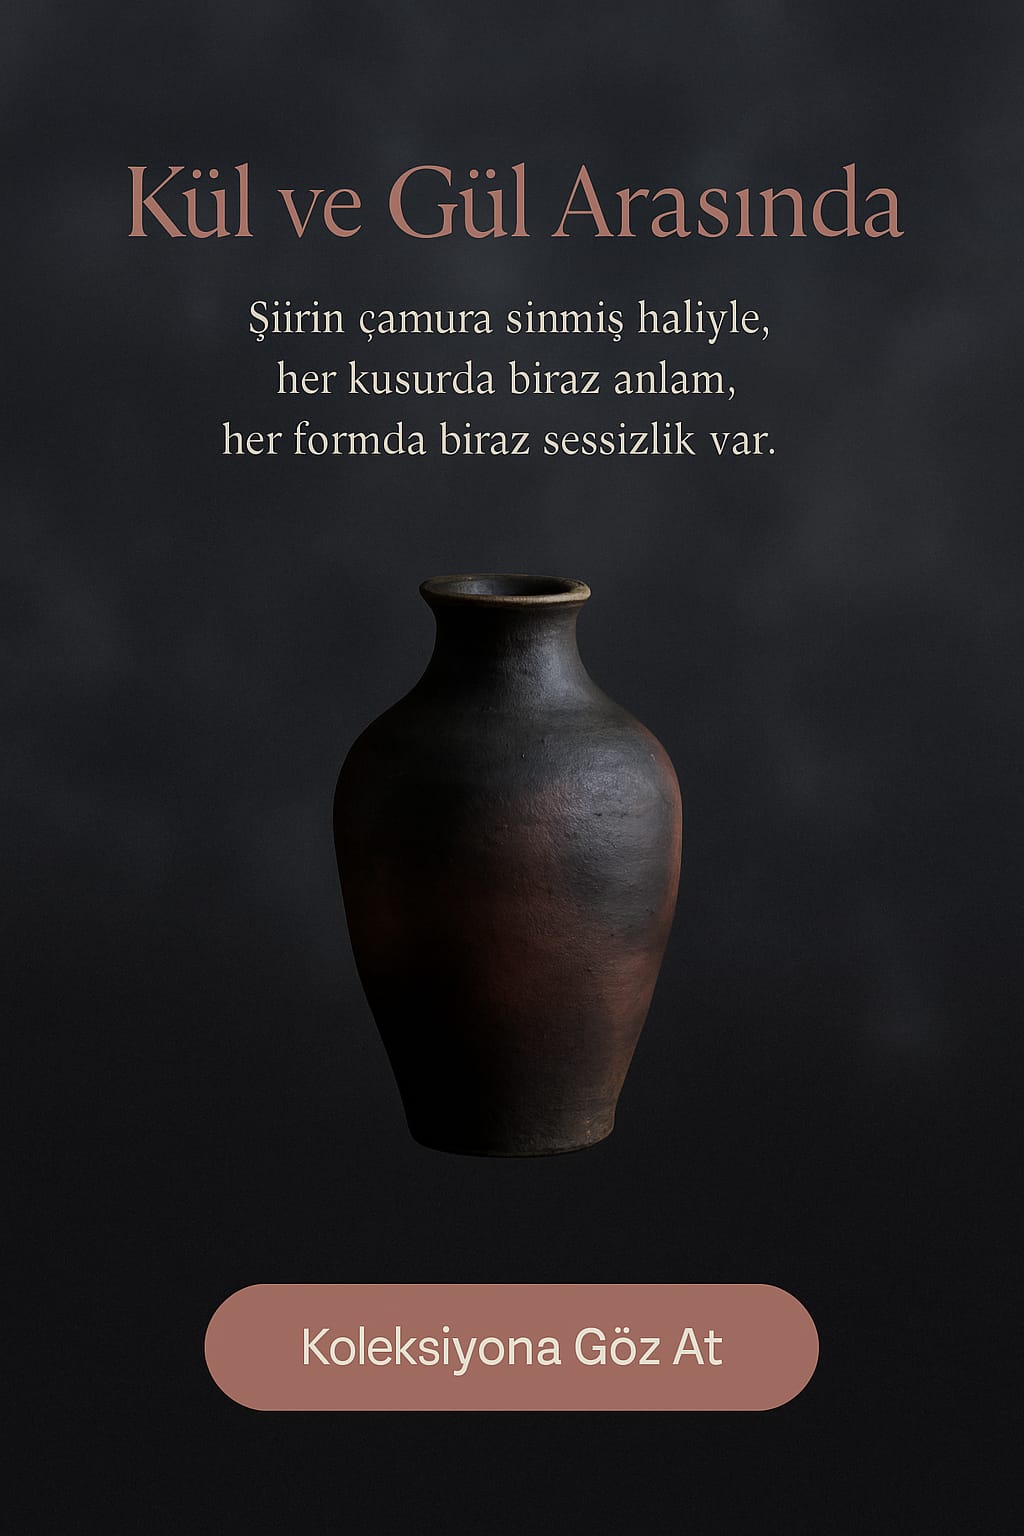 Kül ve Gül Arasında
Şiirin çamura sinmiş haliyle,
her kusurda biraz anlam,
her formda biraz sessizlik var.
Koleksiyona Göz At